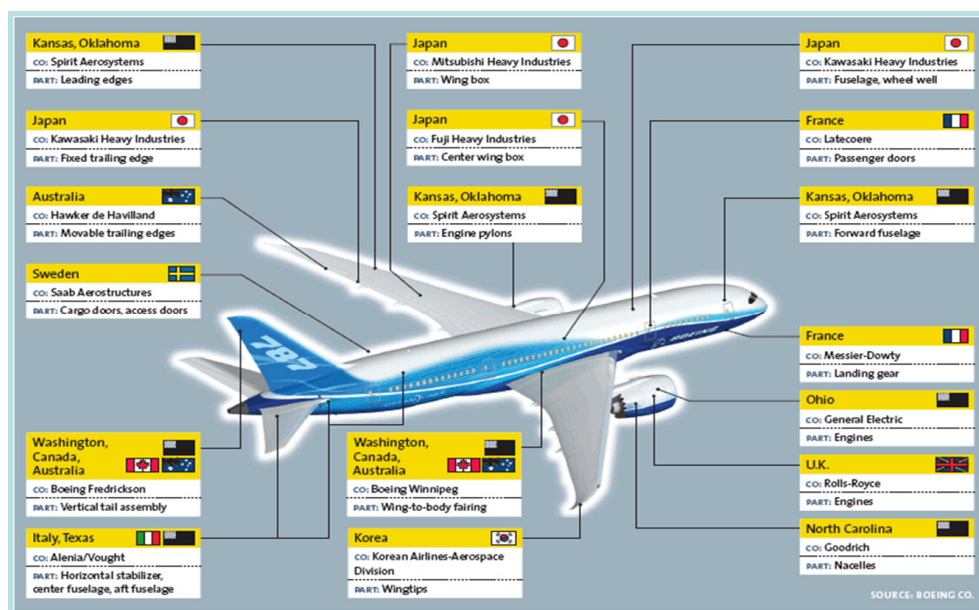 Kansas, Oklahoma
CO: Spirit Aerosystems
PART: Leading edges
Japan
CO: Kawasaki Heavy Industries
PART: Fixed trailing edge
Australia
CO: Hawker de Havilland
PART: Movable trailing edges
Sweden
CO: Saab Aerostructures
PART: Cargo doors, access doors
Japan
CO: Mitsubishi Heavy Industries
PART: Wing box
Japan
CO: Fuji Heavy Industries
PART: Center wing box
Kansas, Oklahoma
CO: Spirit Aerosystems
PART: Engine pylons
Japan
CO: Kawasaki Heavy Industries
PART: Fuselage, wheel well
France
CO: Latecoere
PART: Passenger doors
Kansas, Oklahoma
CO: Spirit Aerosystems
PART: Forward fuselage
787
BOEING
France
CO: Messier-Dowty
PART: Landing gear
Ohio
CO: General Electric
PART: Engines
U.K.
CO: Rolls-Royce
PART: Engines
North Carolina
CO: Goodrich
PART: Nacelles
Washington,
Canada,
Australia
CO: Boeing Fredrickson
PART: Vertical tail assembly
Italy, Texas
CO: Alenia/Vought
PART: Horizontal stabilizer,
center fuselage, aft fuselage
Washington,
Canada,
Australia
CO: Boeing Winnipeg
PART: Wing-to-body fairing
Korea
CO: Korean Airlines-Aerospace
Division
PART: Wingtips
SOURCE: BOEING CO.